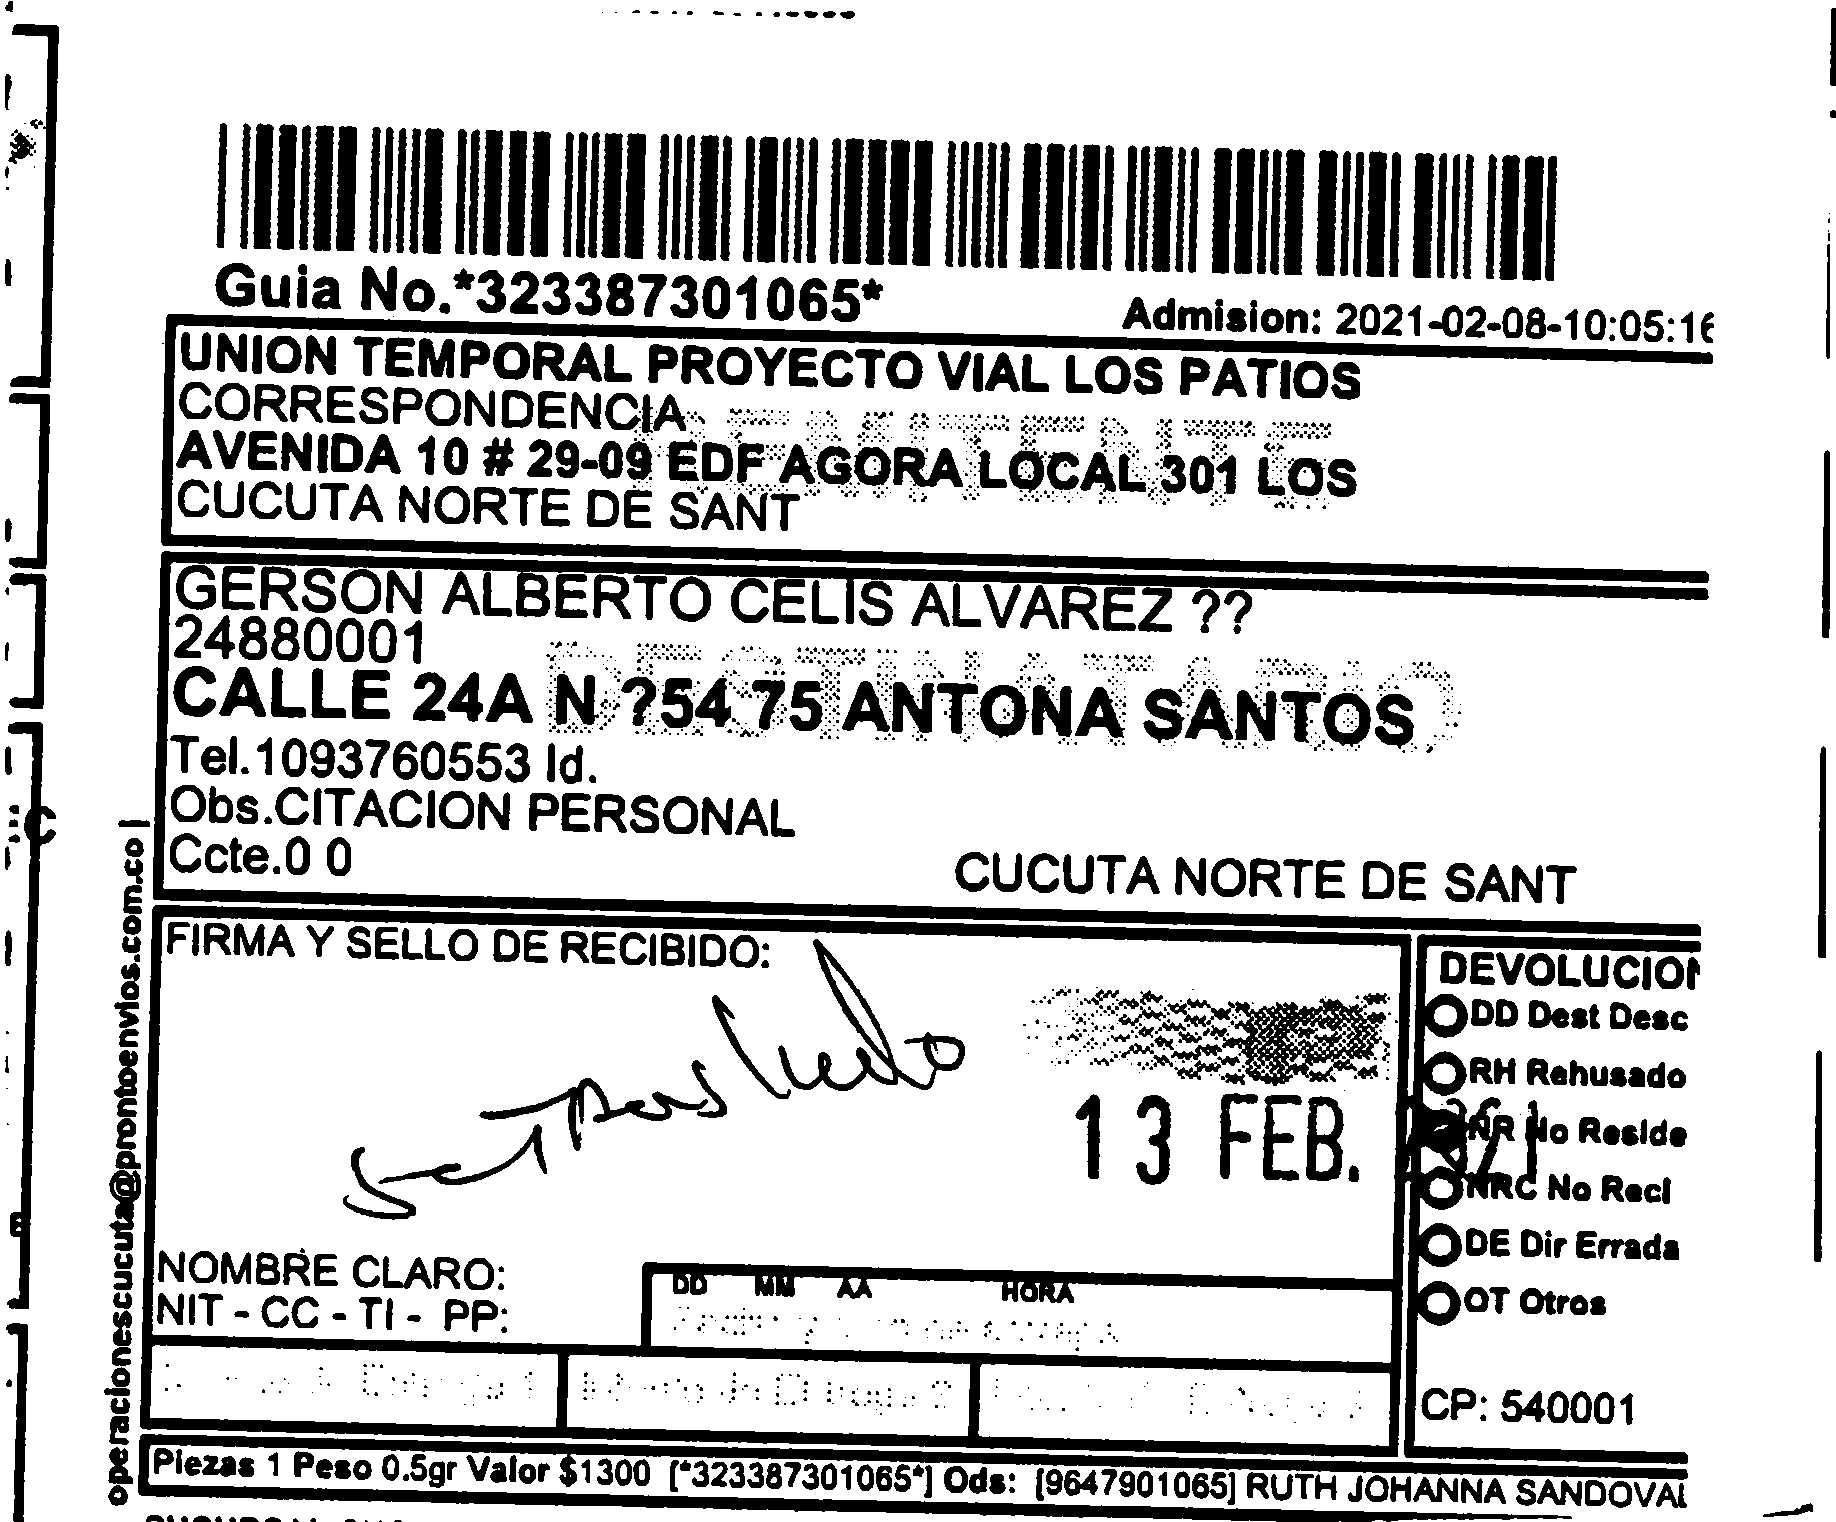 Guia No.*323387301065*
Admision: 2021-02-08-10:05:16
UNION TEMPORAL PROYECTO VIAL LOS PATIOS
CORRESPONDENCIA
REMITENTE
AVENIDA 10 # 29-09 EDF AGORA LOCAL 301 LOS
CUCUTA NORTE DE SANT
GERSON ALBERTO CELIS ALVAREZ ??
24880001
DESTINATARIO
CALLE 24A N ?54 75 ANTONA SANTOS
Tel.1093760553 Id.
Obs.CITACION PERSONAL
Ccte.0 0
CUCUTA NORTE DE SANT
operacionescucuta@prontoenvios.com.co |
FIRMA Y SELLO DE RECIBIDO:
13 FEB.
NOMBRE CLARO:
NIT - CC - TI - PP:
DD MM AA HORA
DEVOLUCION
DD Dest Desc
RH Rehusado
NR No Reside
NRC No Recl
DE Dir Errada
OT Otros
CP: 540001
Piezas 1 Peso 0.5gr Valor $1300 [*323387301065*] Ods: [9647901065] RUTH JOHANNA SANDOVAL